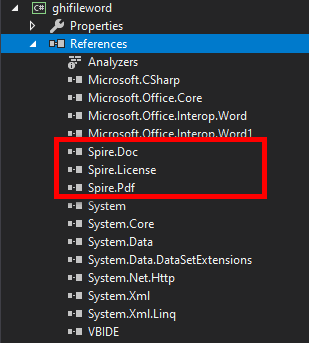 C# ghifileword
Properties
References
Analyzers
Microsoft.CSharp
Microsoft.Office.Core
Microsoft.Office.Interop.Word
Microsoft.Office.Interop.Word1
Spire.Doc
Spire.License
Spire.Pdf
System
System.Core
System.Data
System.Data.DataSetExtensions
System.Net.Http
System.Xml
System.Xml.Linq
VBIDE